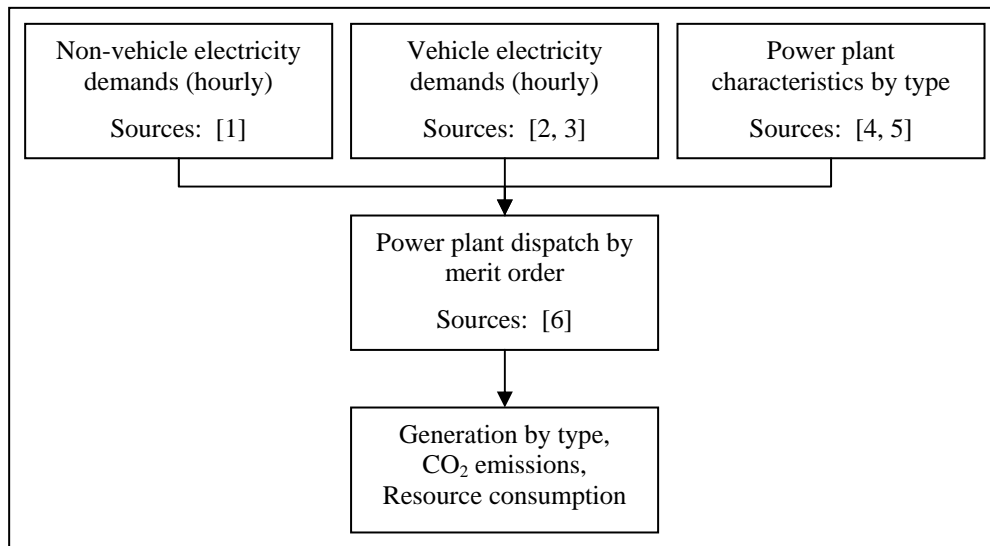 Non-vehicle electricity
demands (hourly)
Sources: [1]
Vehicle electricity
demands (hourly)
Sources: [2, 3]
Power plant
characteristics by type
Sources: [4, 5]
Power plant dispatch by
merit order
Sources: [6]
Generation by type,
CO₂ emissions,
Resource consumption